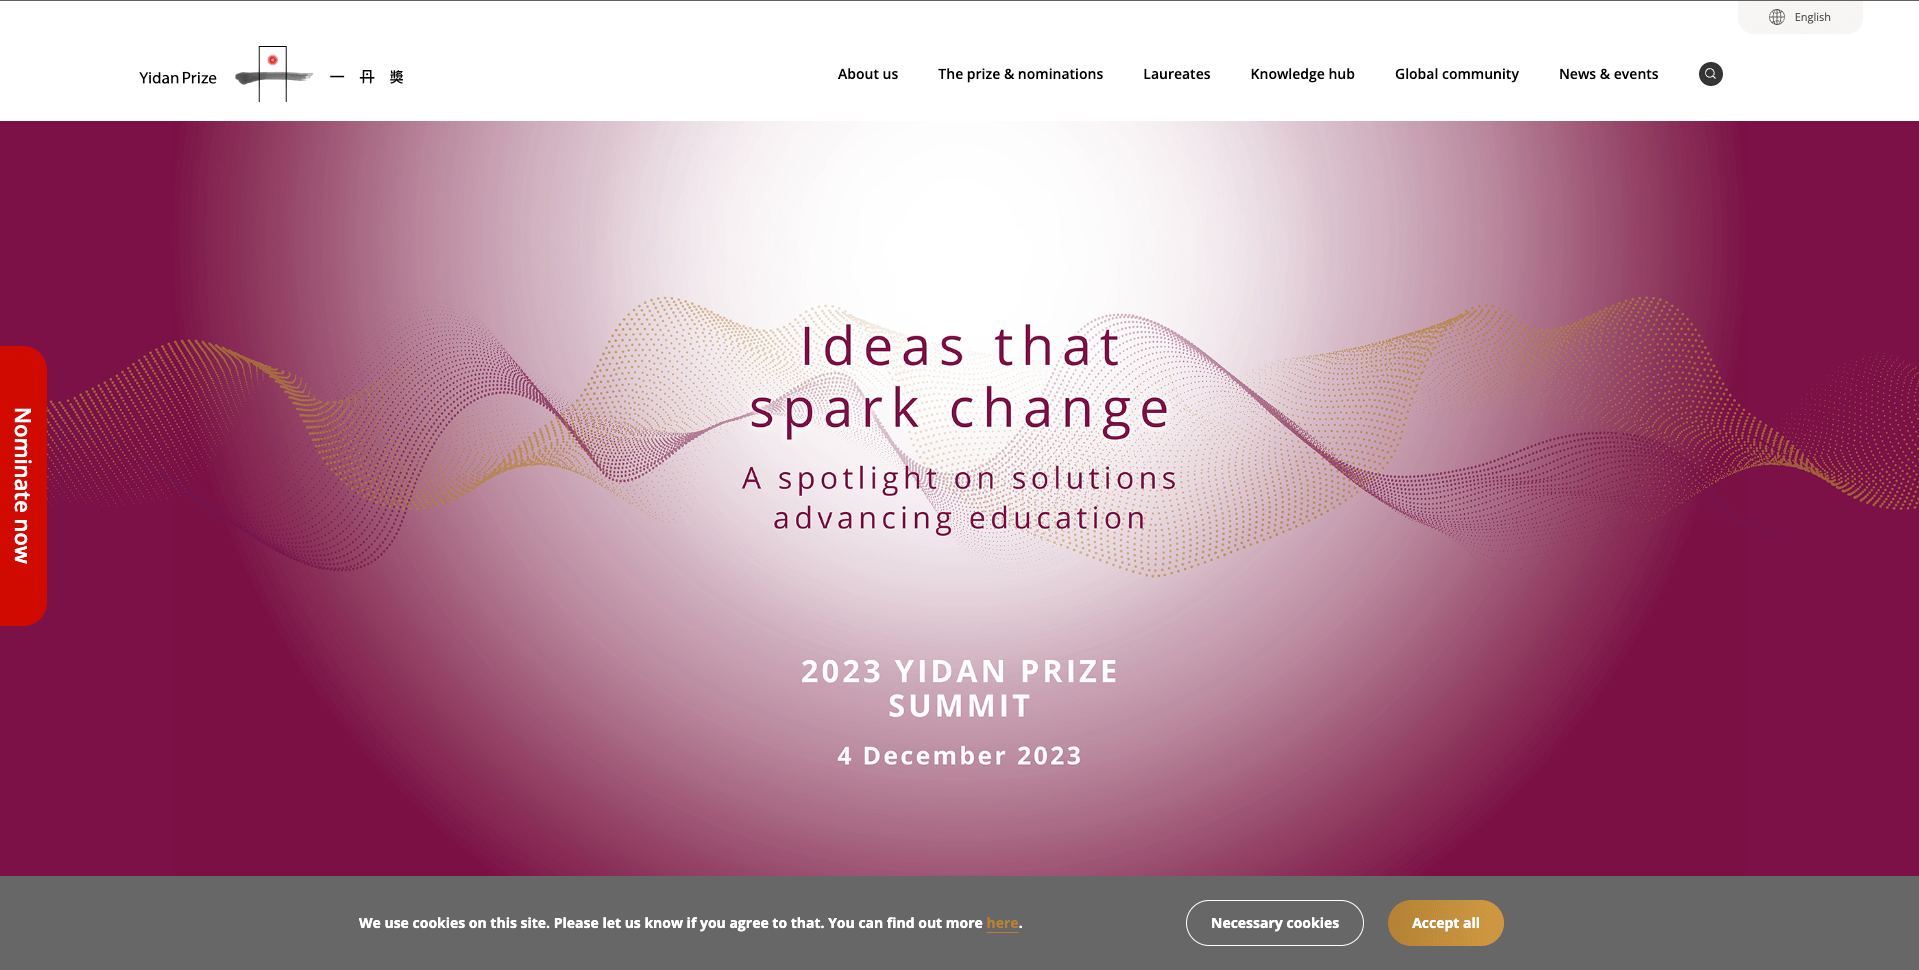 English
Yidan Prize 一 丹 獎
About us The prize & nominations Laureates Knowledge hub Global community News & events
Ideas that
spark change
A spotlight on solutions
advancing education
Nominate now
2023 YIDAN PRIZE
SUMMIT
4 December 2023
We use cookies on this site. Please let us know if you agree to that. You can find out more here.
Necessary cookies
Accept all